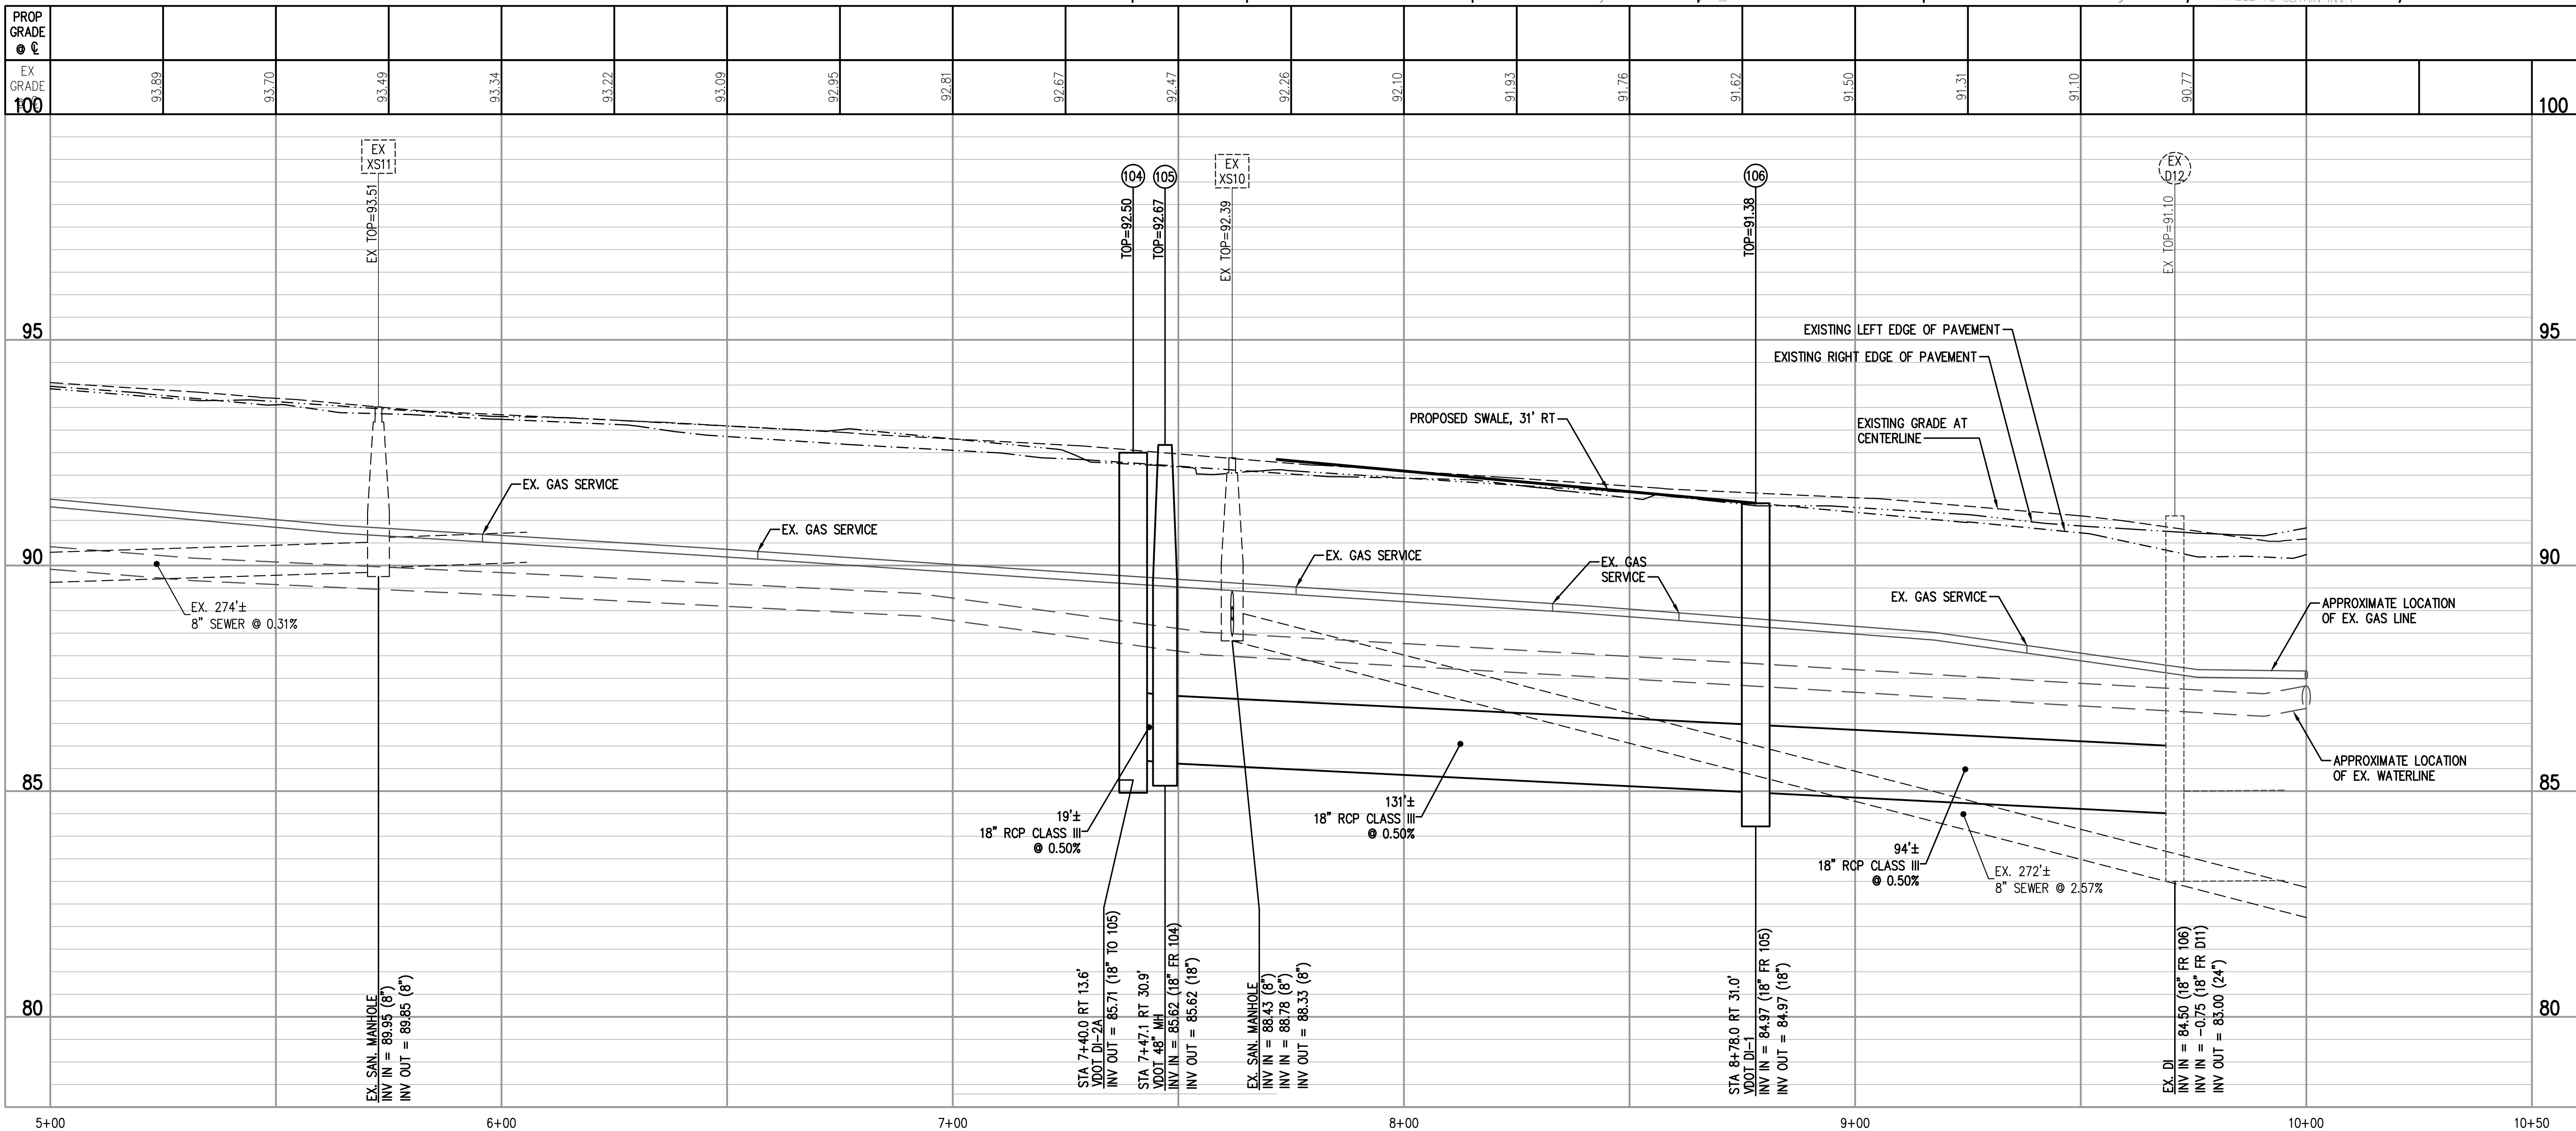 PROP
GRADE
@ ℄
EX
GRADE
93.89
93.70
93.49
93.34
93.22
93.09
92.95
92.81
92.67
92.47
92.26
92.10
91.93
91.76
91.62
91.50
91.31
91.10
90.77
100
100
EX
XS11
EX TOP=93.51
104
TOP=92.50
105
TOP=92.67
EX
XS10
EX TOP=92.39
106
TOP=91.38
EX
D12
EX TOP=91.10
95
95
EXISTING LEFT EDGE OF PAVEMENT
EXISTING RIGHT EDGE OF PAVEMENT
PROPOSED SWALE, 31' RT
EXISTING GRADE AT
CENTERLINE
EX. GAS SERVICE
EX. GAS SERVICE
EX. GAS SERVICE
EX. GAS
SERVICE
EX. GAS SERVICE
90
90
EX. 274'±
8" SEWER @ 0.31%
APPROXIMATE LOCATION
OF EX. GAS LINE
APPROXIMATE LOCATION
OF EX. WATERLINE
85
85
19'±
18" RCP CLASS III
@ 0.50%
131'±
18" RCP CLASS III
@ 0.50%
94'±
18" RCP CLASS III
@ 0.50%
EX. 272'±
8" SEWER @ 2.57%
80
80
EX. SAN. MANHOLE
INV IN = 89.95 (8")
INV OUT = 89.85 (8")
STA 7+40.0 RT 13.6'
VDOT DI-2A
INV OUT = 85.71 (18" TO 105)
STA 7+47.1 RT 30.9'
VDOT 48" MH
INV IN = 85.62 (18" FR 104)
INV OUT = 85.62 (18")
EX. SAN. MANHOLE
INV IN = 88.43 (8")
INV IN = 88.78 (8")
INV OUT = 88.33 (8")
STA 8+78.0 RT 31.0'
VDOT DI-1
INV IN = 84.97 (18" FR 105)
INV OUT = 84.97 (18")
EX. DI
INV IN = 84.50 (18" FR 106)
INV IN = -0.75 (18" FR D11)
INV OUT = 83.00 (24")
5+00
6+00
7+00
8+00
9+00
10+00
10+50